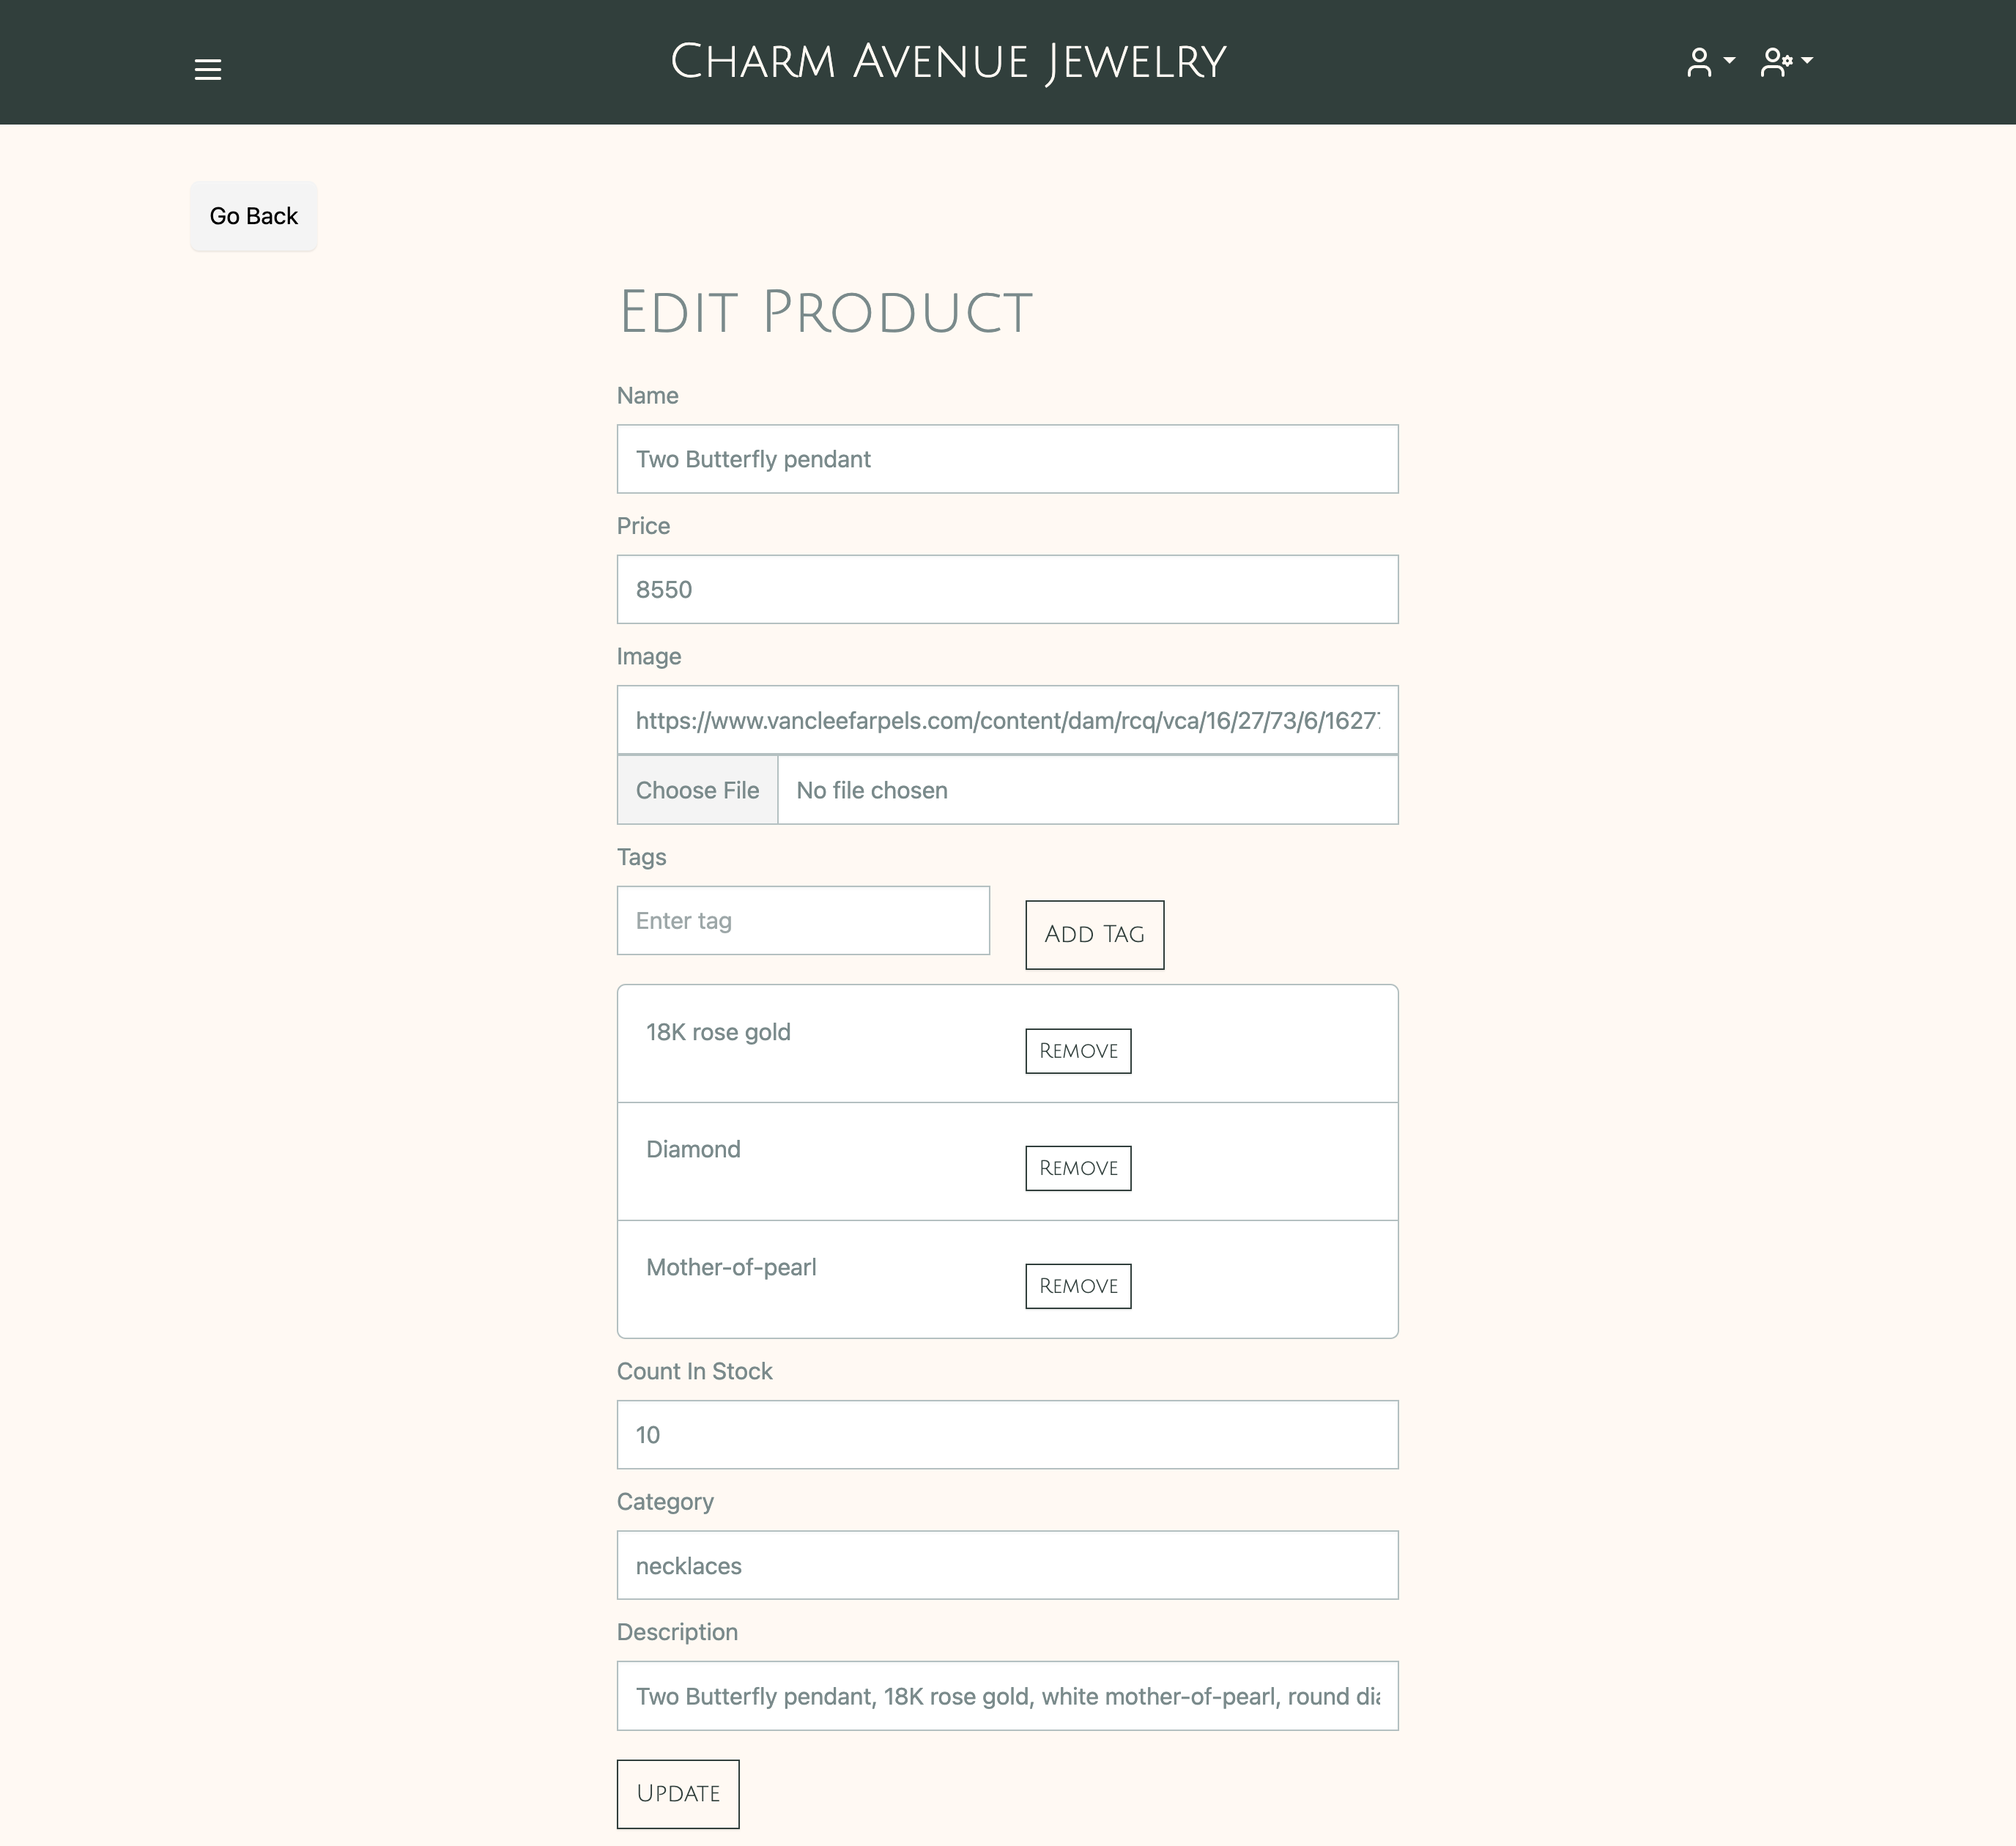 Charm Avenue Jewelry
Go Back
Edit Product
Name
Two Butterfly pendant
Price
8550
Image
https://www.vancleefarpels.com/content/dam/rcq/vca/16/27/73/6/1627
Choose File No file chosen
Tags
Enter tag Add Tag
18K rose gold Remove
Diamond Remove
Mother-of-pearl Remove
Count In Stock
10
Category
necklaces
Description
Two Butterfly pendant, 18K rose gold, white mother-of-pearl, round
Update